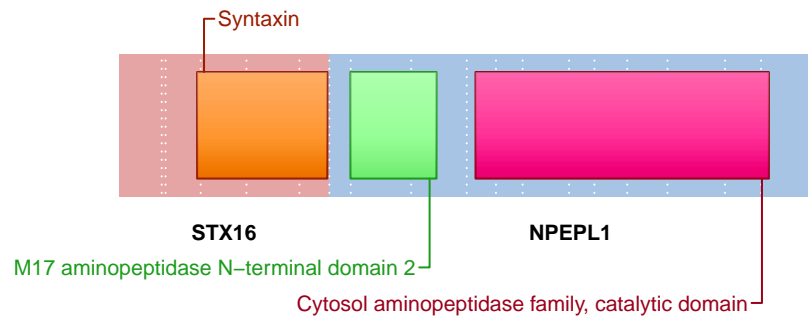 Syntaxin
STX16
NPEPL1
M17 aminopeptidase N−terminal domain 2
Cytosol aminopeptidase family, catalytic domain